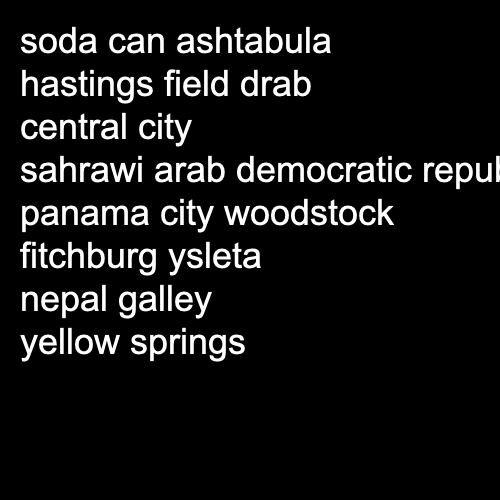 soda can ashtabula
hastings field drab
central city
sahrawi arab democratic
panama city woodstock
fitchburg ysleta
nepal galley
yellow springs